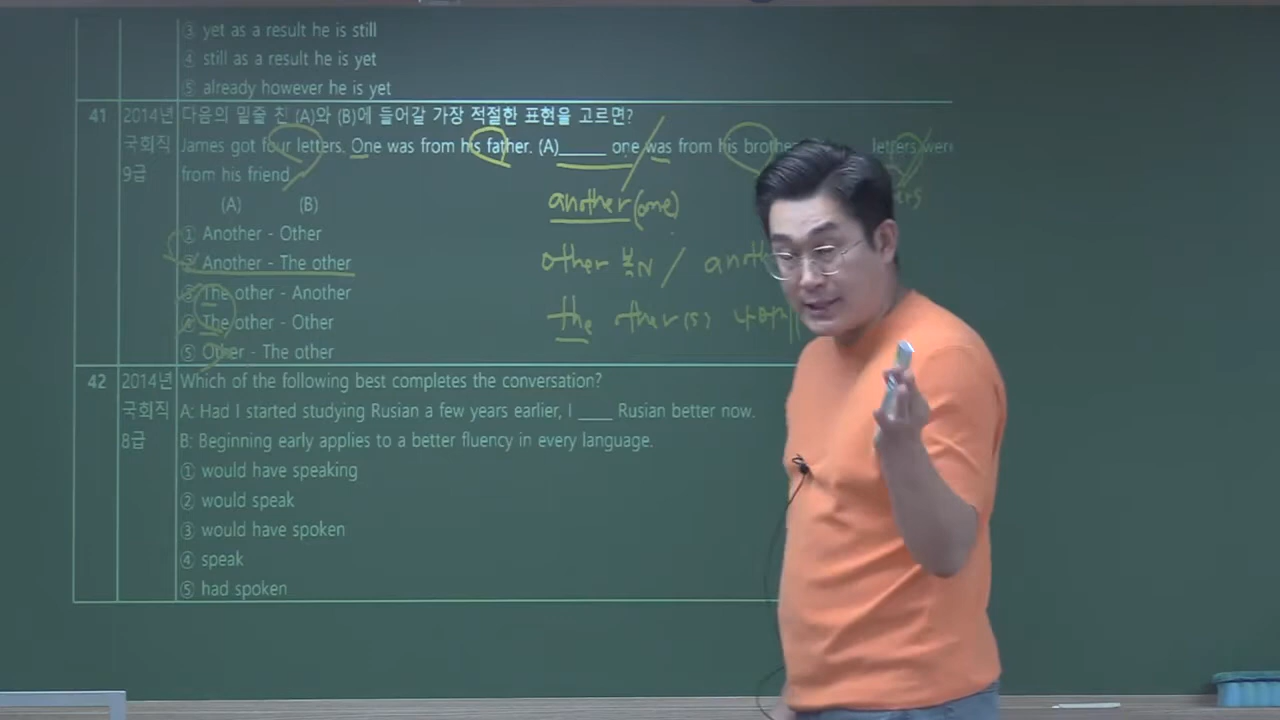 ③ yet as a result he is still
④ still as a result he is yet
⑤ already however he is yet
41 2014년 다음의 밑줄 친 (A)와 (B)에 들어갈 가장 적절한 표현을 고르면?
국회직 James got four letters. One was from his father. (A)_____ one was from his brother letters were
9급 from his friend
(A) (B)
another (one)
① Another - Other
② Another - The other
other 복N / anoth
③ The other - Another
④ The other - Other
the other(s) 나머지
⑤ Other - The other
42 2014년 Which of the following best completes the conversation?
국회직 A: Had I started studying Rusian a few years earlier, I ____ Rusian better now.
8급 B: Beginning early applies to a better fluency in every language.
① would have speaking
② would speak
③ would have spoken
④ speak
⑤ had spoken